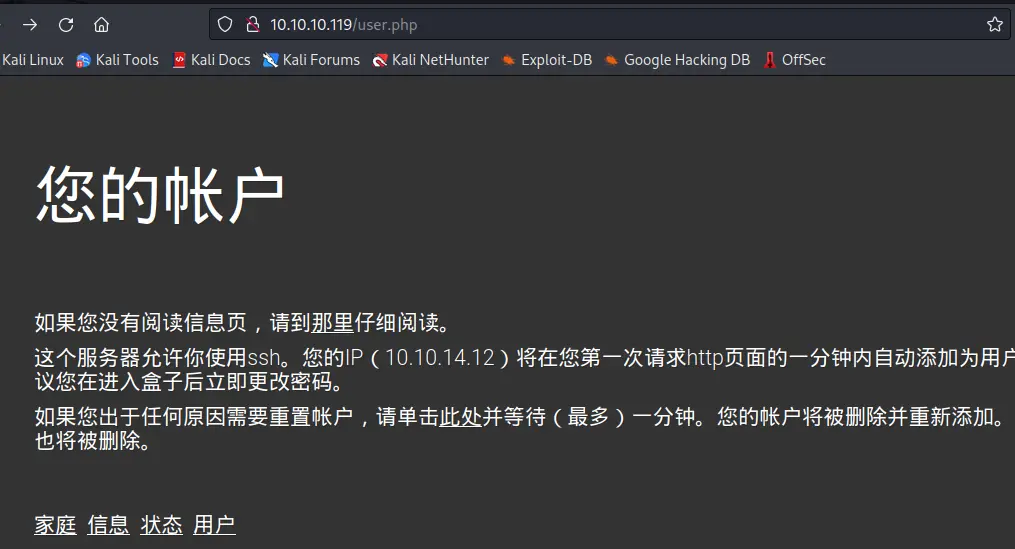 10.10.10.119/user.php
Kali Linux Kali Tools Kali Docs Kali Forums Kali NetHunter Exploit-DB Google Hacking DB OffSec
您的帐户
如果您没有阅读信息页，请到那里仔细阅读。
这个服务器允许你使用ssh。您的IP（10.10.14.12）将在您第一次请求http页面的一分钟内自动添加为用户
议您在进入盒子后立即更改密码。
如果您出于任何原因需要重置帐户，请单击此处并等待（最多）一分钟。您的帐户将被删除并重新添加。
也将被删除。
家庭 信息 状态 用户